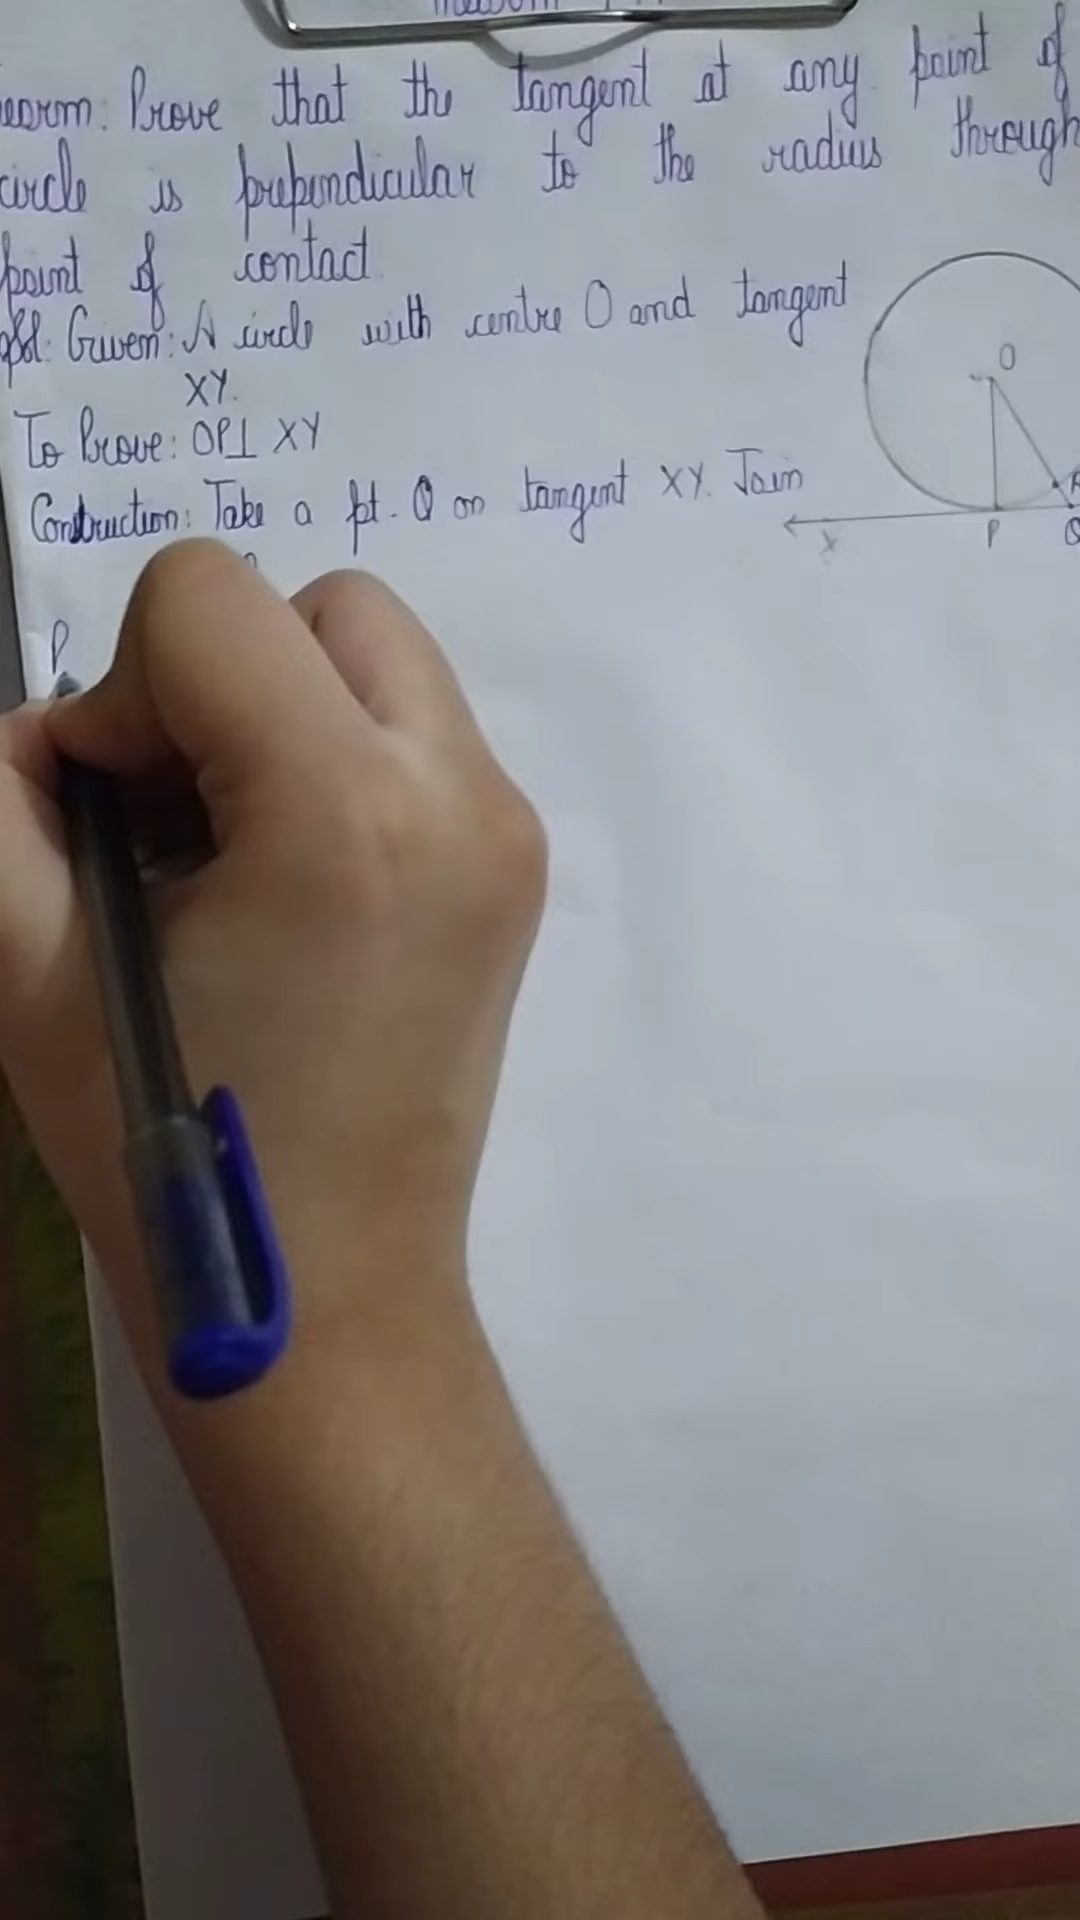 : Prove that the tangent at any point of
circle is prependicular to the radius through
point of contact
Given: A circle with centre O and tangent
XY.
To Prove: OP⊥ XY
Construction: Take a pt. Q on tangent XY. Join
P
O
X
P